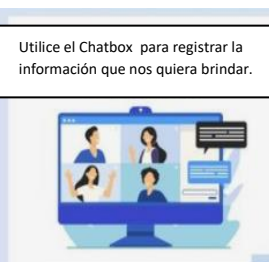 Utilice el Chatbox para registrar la
información que nos quiera brindar.